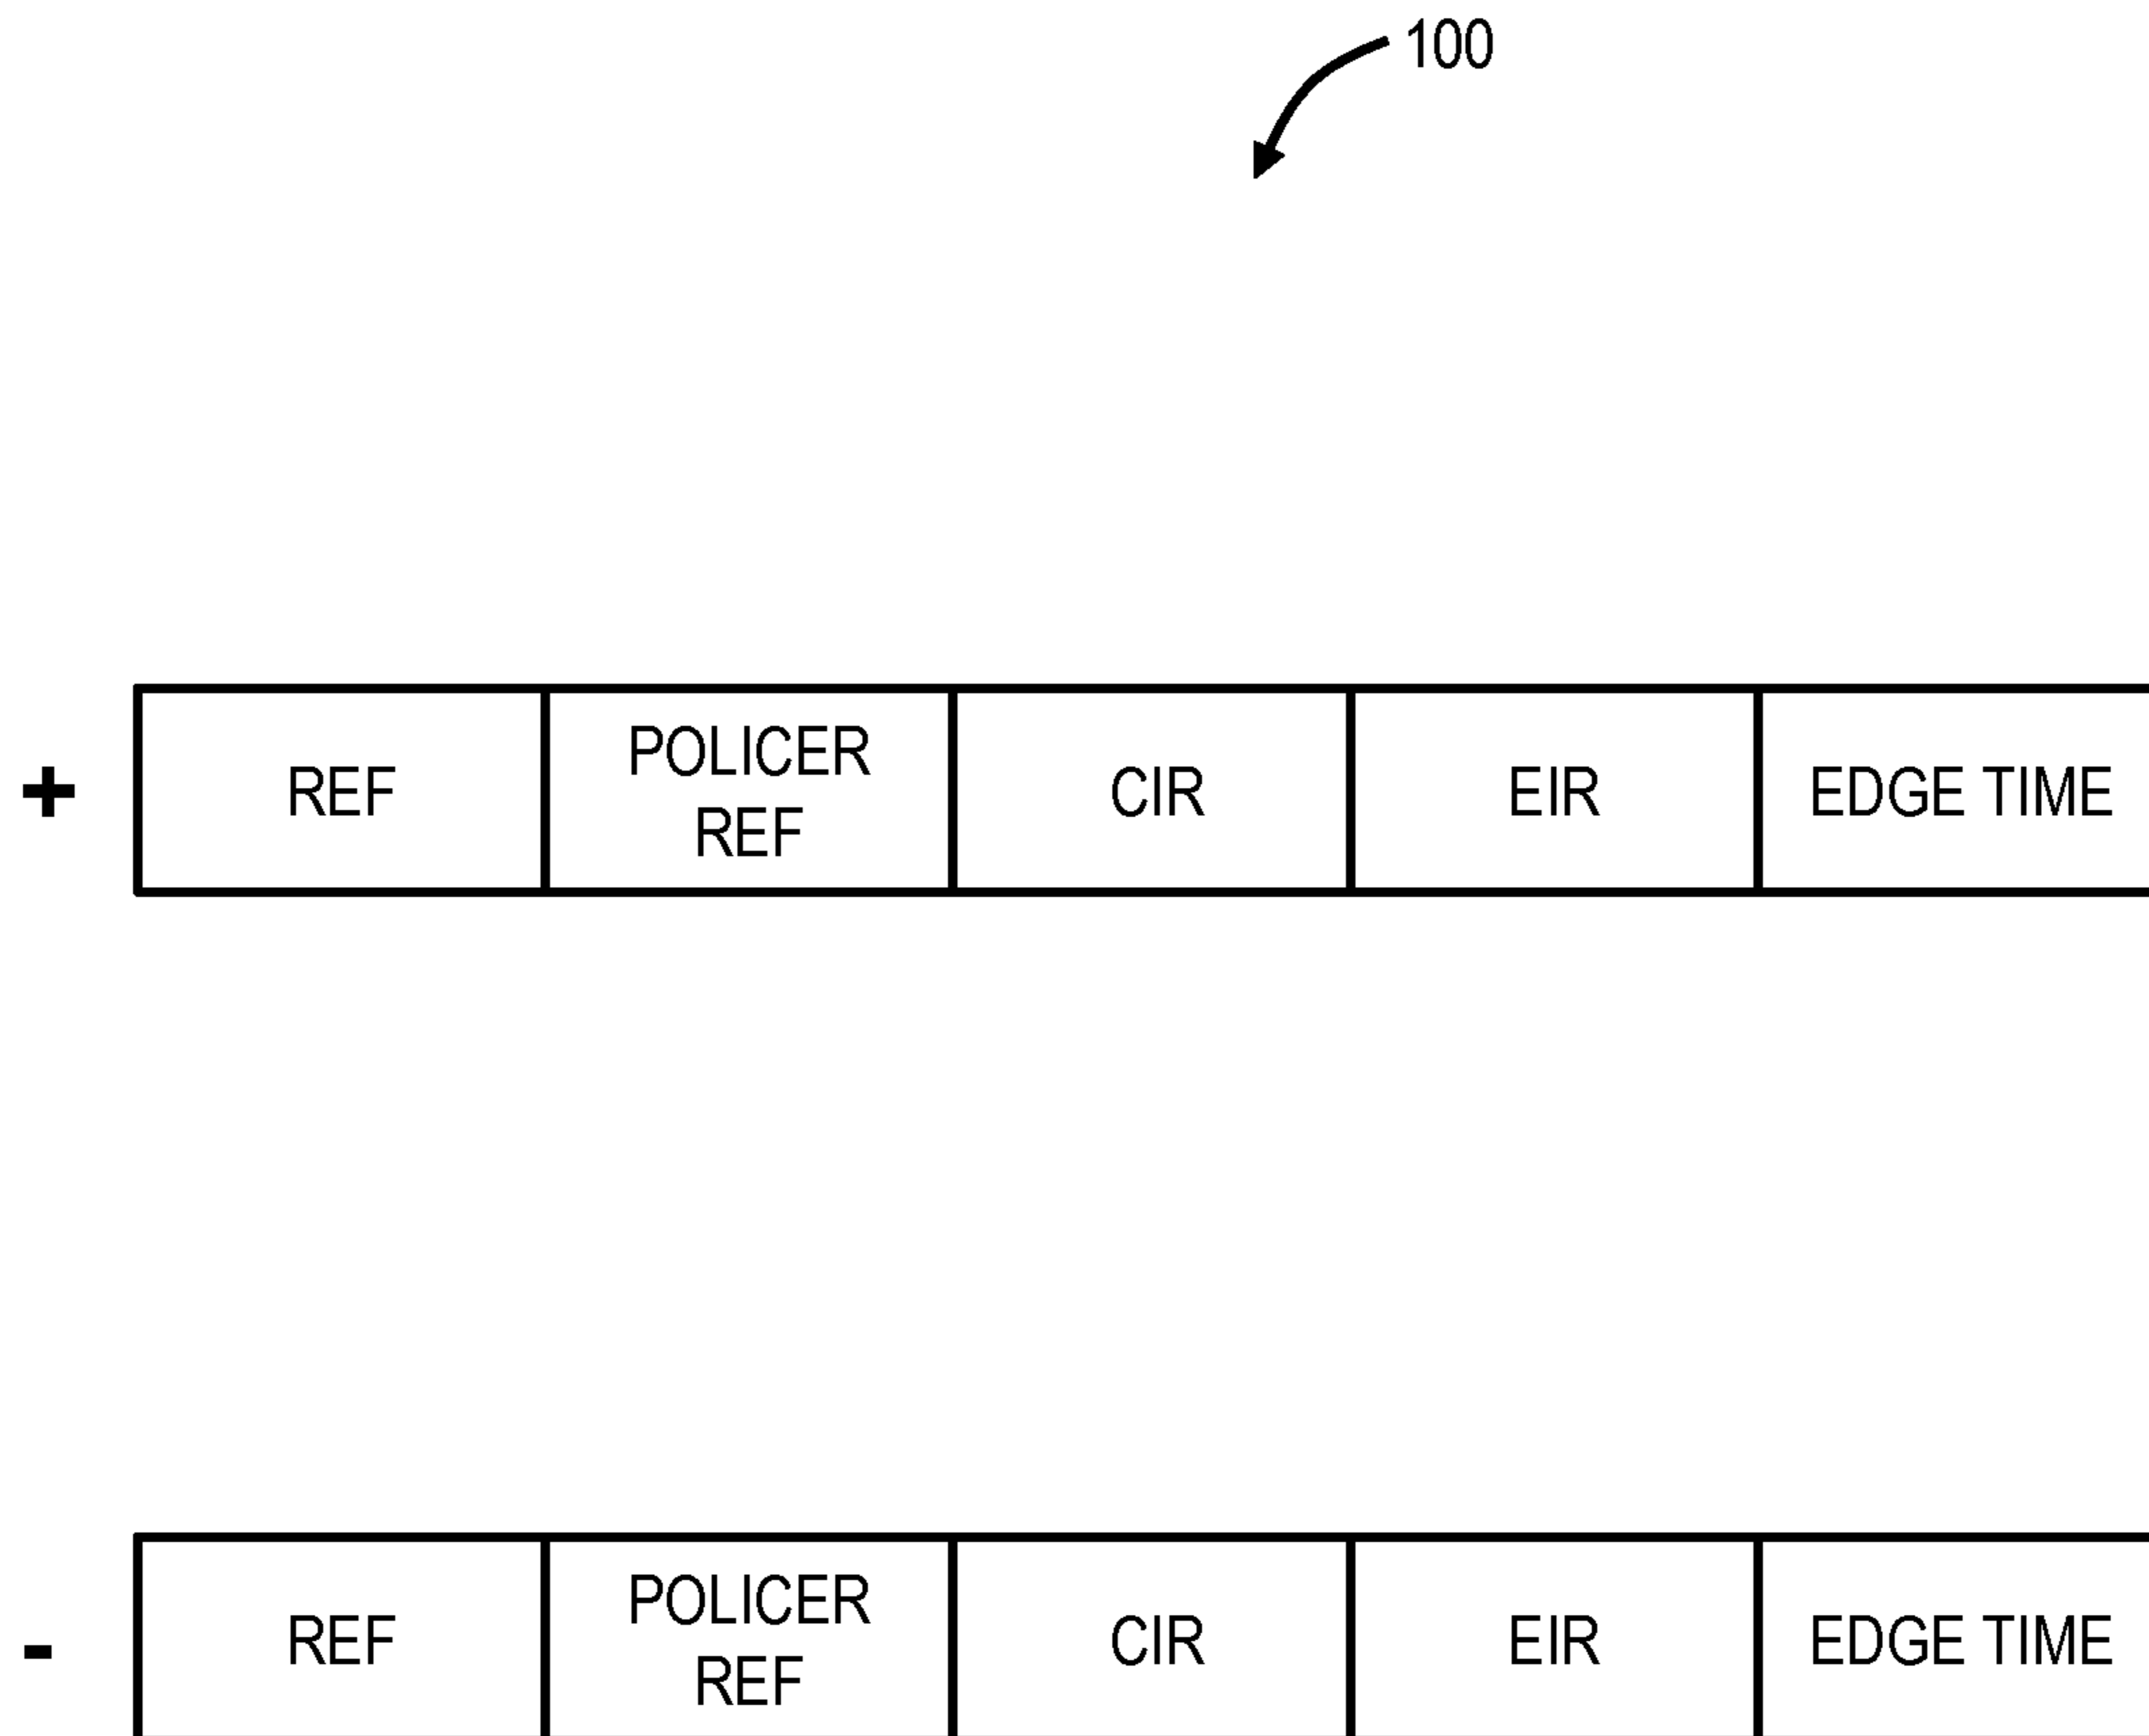 100
+ REF POLICER REF CIR EIR EDGE TIME
- REF POLICER REF CIR EIR EDGE TIME